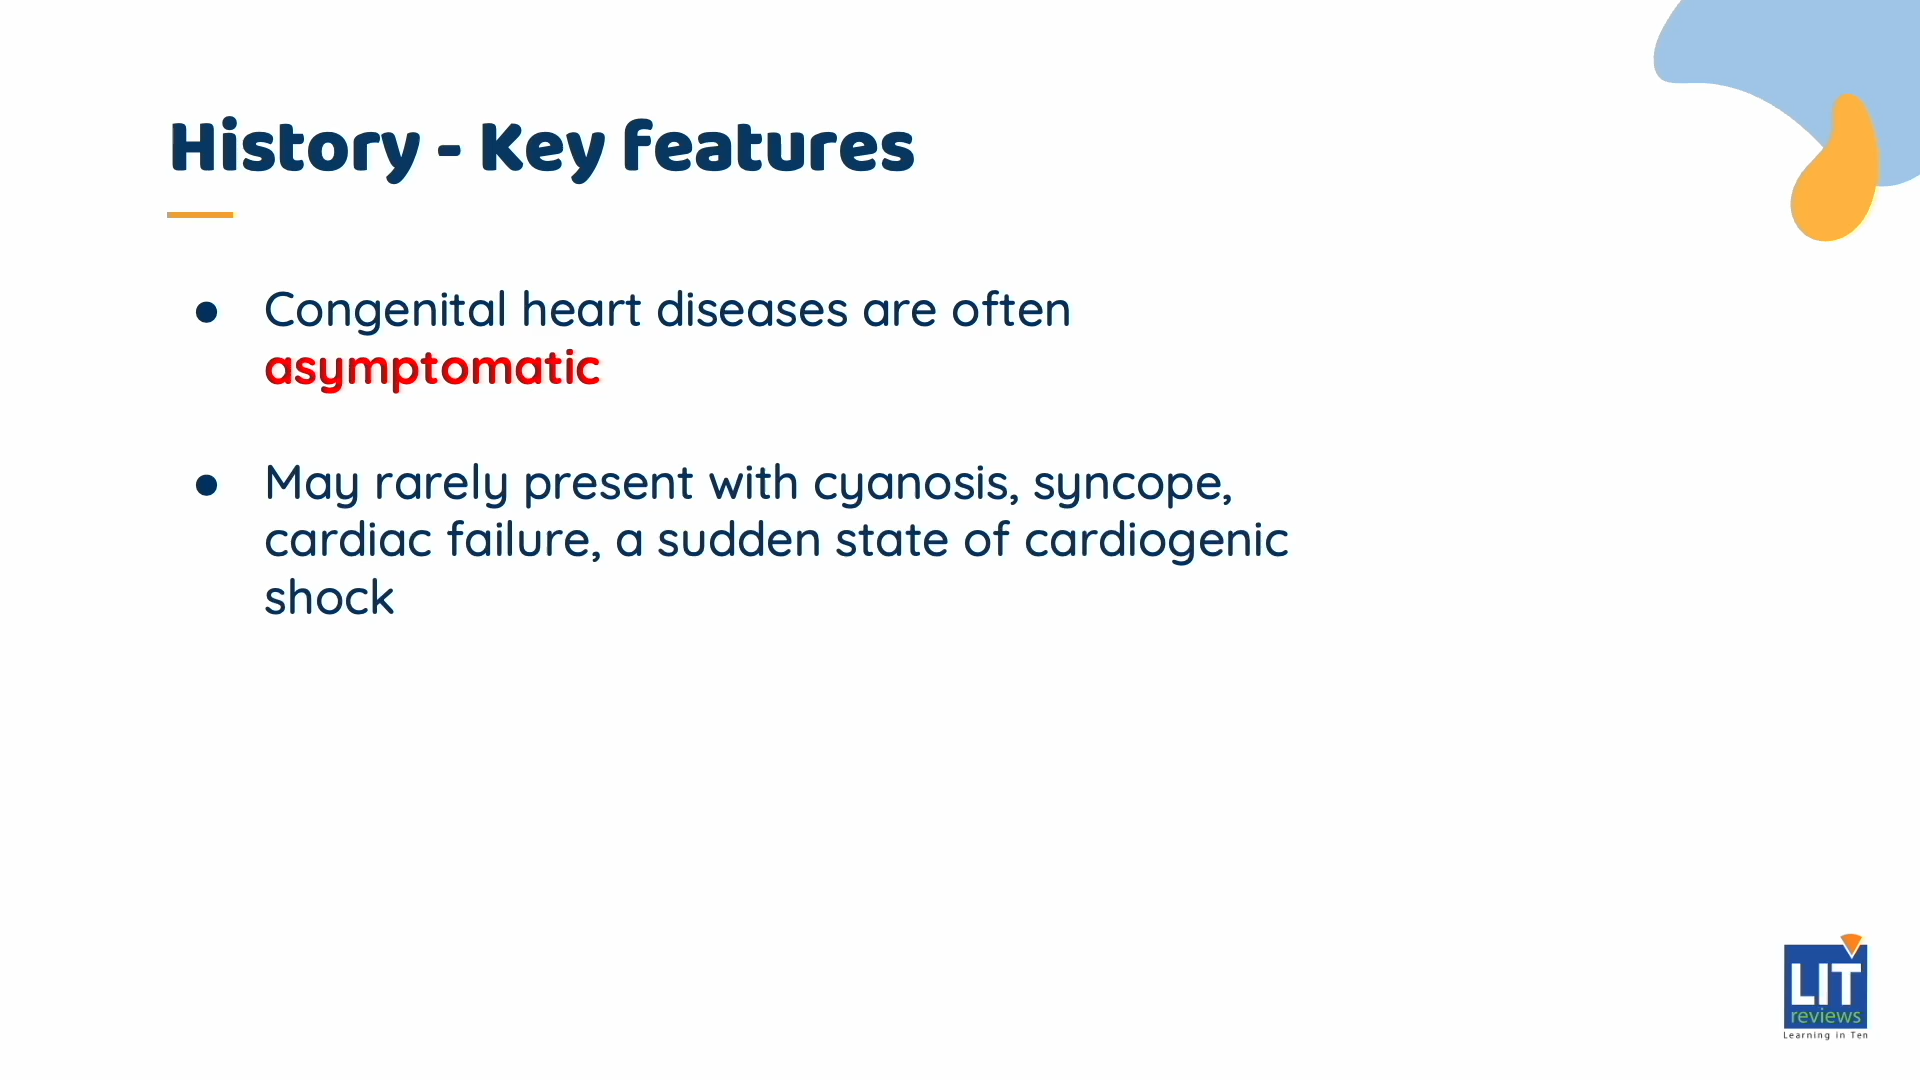 History - Key features
● Congenital heart diseases are often
asymptomatic
● May rarely present with cyanosis, syncope,
cardiac failure, a sudden state of cardiogenic
shock
LIT
reviews
Learning in Ten